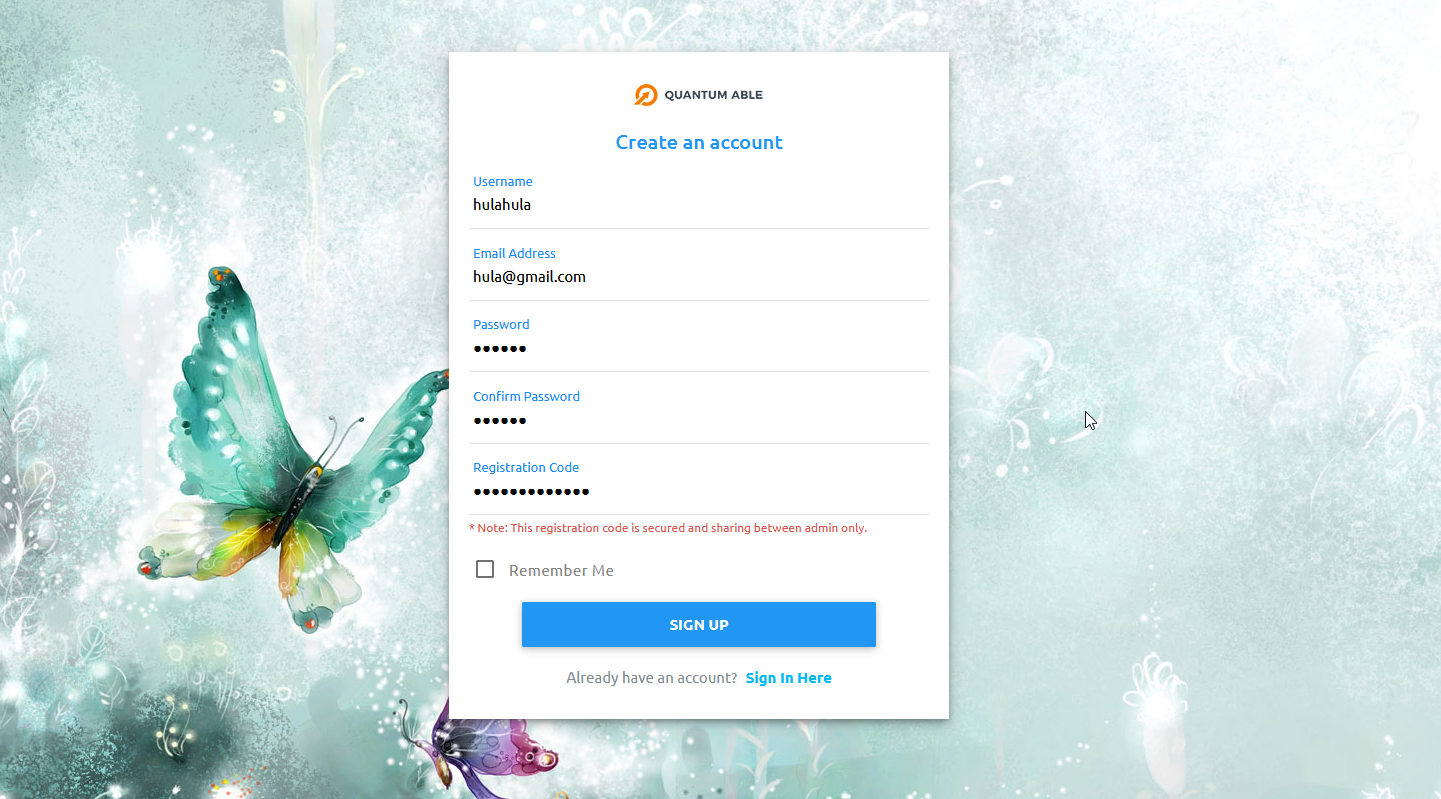 QUANTUM ABLE
Create an account
Username
hulahula
Email Address
hula@gmail.com
Password
●●●●●●
Confirm Password
●●●●●●
Registration Code
●●●●●●●●●●●●●
* Note: This registration code is secured and sharing between admin only.
Remember Me
SIGN UP
Already have an account? Sign In Here